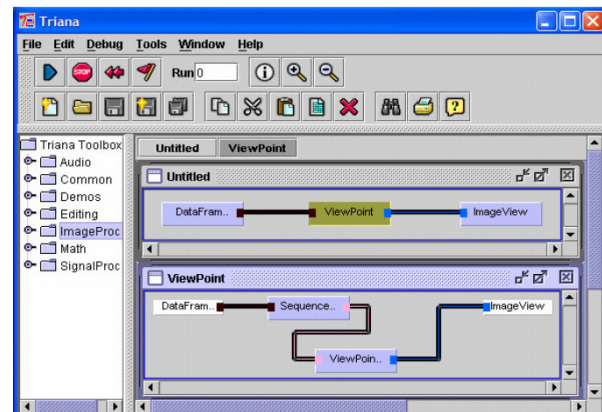 Triana
File Edit Debug Tools Window Help
STOP Run 0
Triana Toolbox
Audio
Common
Demos
Editing
ImageProc
Math
SignalProc
Untitled ViewPoint
Untitled
DataFram.. ViewPoint ImageView
ViewPoint
DataFram.. Sequence.. ImageView
ViewPoin..